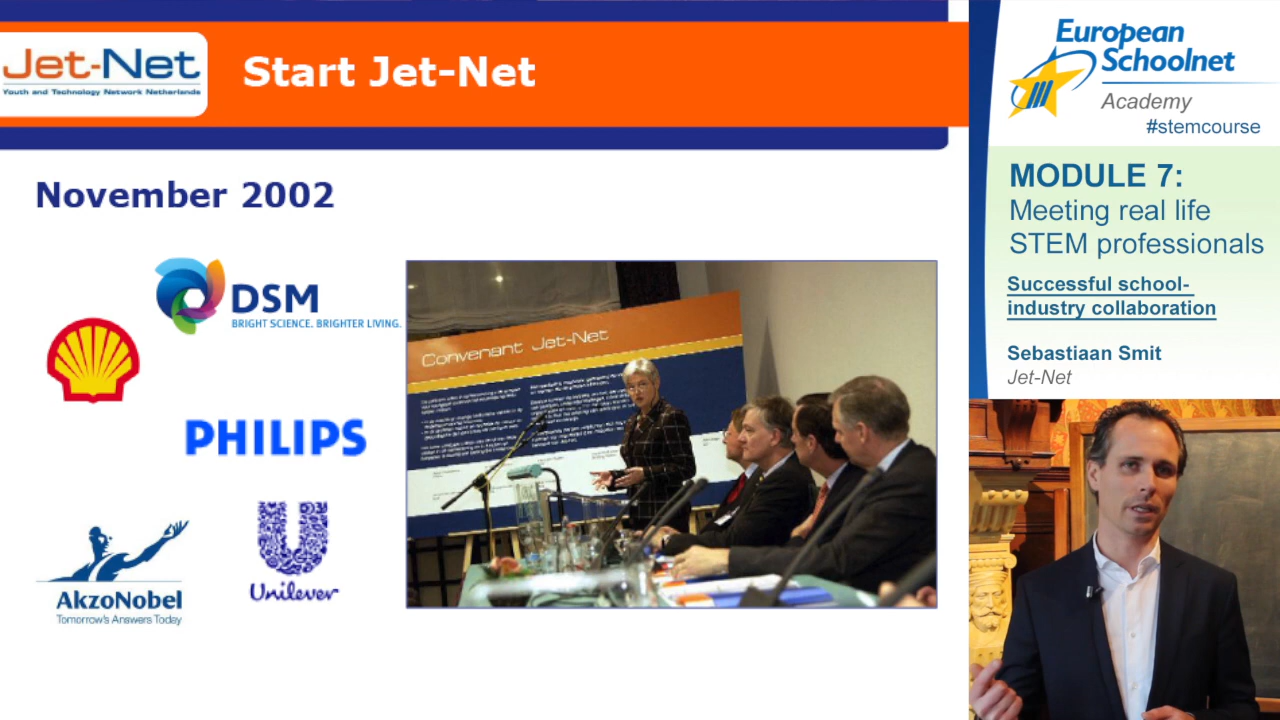 Jet-Net
Youth and Technology Network Netherlands
Start Jet-Net
November 2002
DSM
BRIGHT SCIENCE. BRIGHTER LIVING.
PHILIPS
AkzoNobel
Tomorrow's Answers Today
Unilever
Convenant Jet-Net
European
Schoolnet
Academy
#stemcourse
MODULE 7:
Meeting real life
STEM professionals
Successful school-
industry collaboration
Sebastiaan Smit
Jet-Net